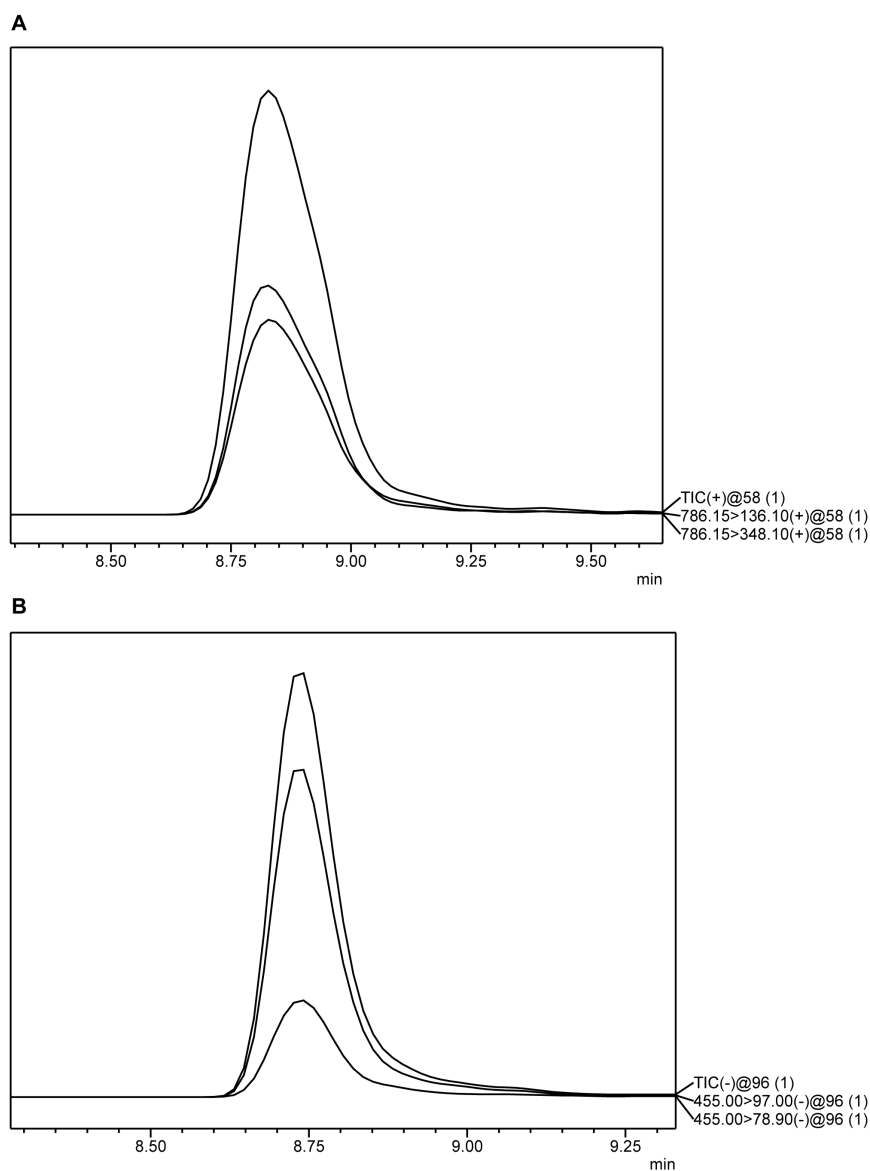 A
TIC(+)@58 (1)
786.15>136.10(+)@58 (1)
786.15>348.10(+)@58 (1)
8.50 8.75 9.00 9.25 9.50
min
B
TIC(-)@96 (1)
455.00>97.00(-)@96 (1)
455.00>78.90(-)@96 (1)
8.50 8.75 9.00 9.25
min